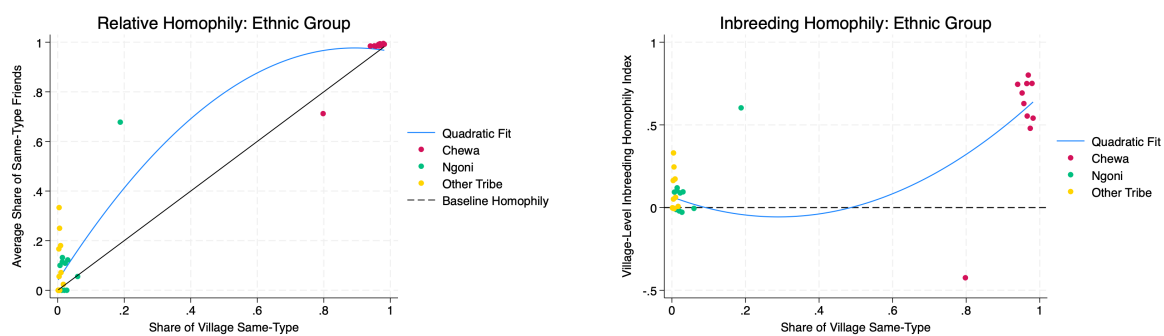 Relative Homophily: Ethnic Group
Average Share of Same-Type Friends
1
.8
.6
.4
.2
0
0 .2 .4 .6 .8 1
Share of Village Same-Type
Quadratic Fit
Chewa
Ngoni
Other Tribe
Baseline Homophily
Inbreeding Homophily: Ethnic Group
Village-Level Inbreeding Homophily Index
1
.5
0
-.5
0 .2 .4 .6 .8 1
Share of Village Same-Type
Quadratic Fit
Chewa
Ngoni
Other Tribe